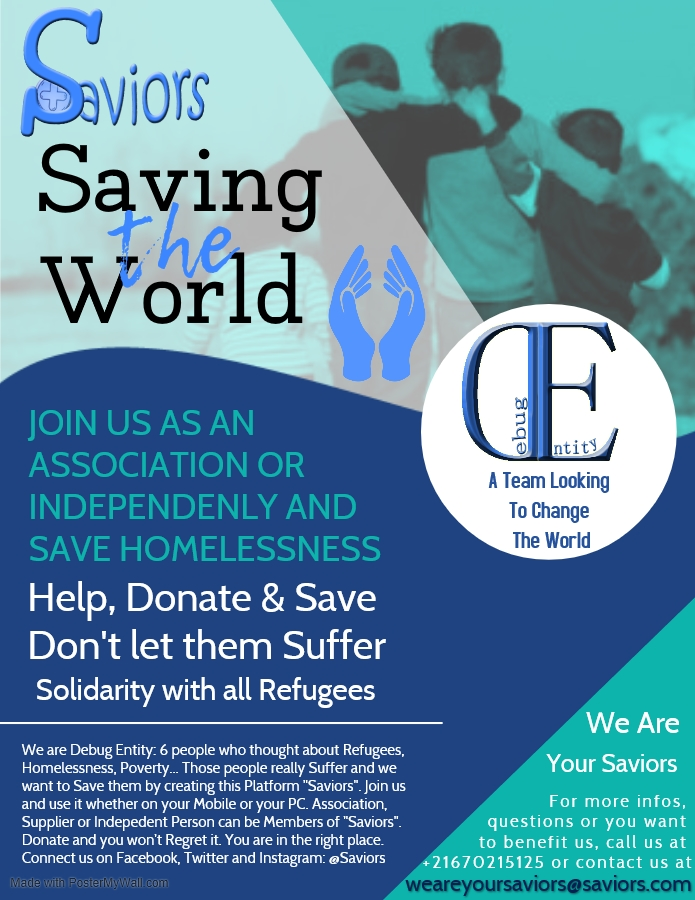 Saviors
Saving
the
World
Debug Entity
A Team Looking
To Change
The World
JOIN US AS AN
ASSOCIATION OR
INDEPENDENLY AND
SAVE HOMELESSNESS
Help, Donate & Save
Don't let them Suffer
Solidarity with all Refugees
We are Debug Entity: 6 people who thought about Refugees,
Homelessness, Poverty... Those people really Suffer and we
want to Save them by creating this Platform "Saviors". Join us
and use it whether on your Mobile or your PC. Association,
Supplier or Indepedent Person can be Members of "Saviors".
Donate and you won't Regret it. You are in the right place.
Connect us on Facebook, Twitter and Instagram: @Saviors
We Are
Your Saviors
For more infos,
questions or you want
to benefit us, call us at
+21670215125 or contact us at
weareyoursaviors@saviors.com
Made with PosterMyWall.com